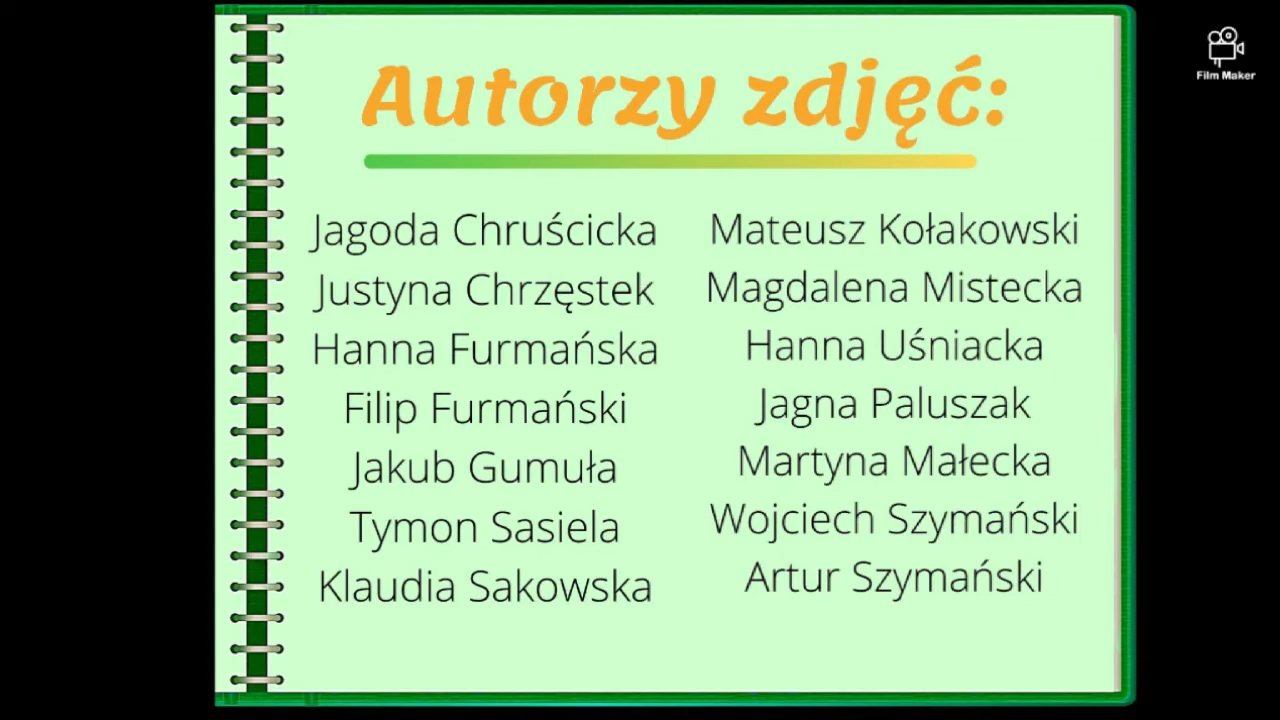 Autorzy zdjęć:
Jagoda Chruścicka
Justyna Chrzęstek
Hanna Furmańska
Filip Furmański
Jakub Gumuła
Tymon Sasiela
Klaudia Sakowska
Mateusz Kołakowski
Magdalena Mistecka
Hanna Uśniacka
Jagna Paluszak
Martyna Małecka
Wojciech Szymański
Artur Szymański
Film Maker